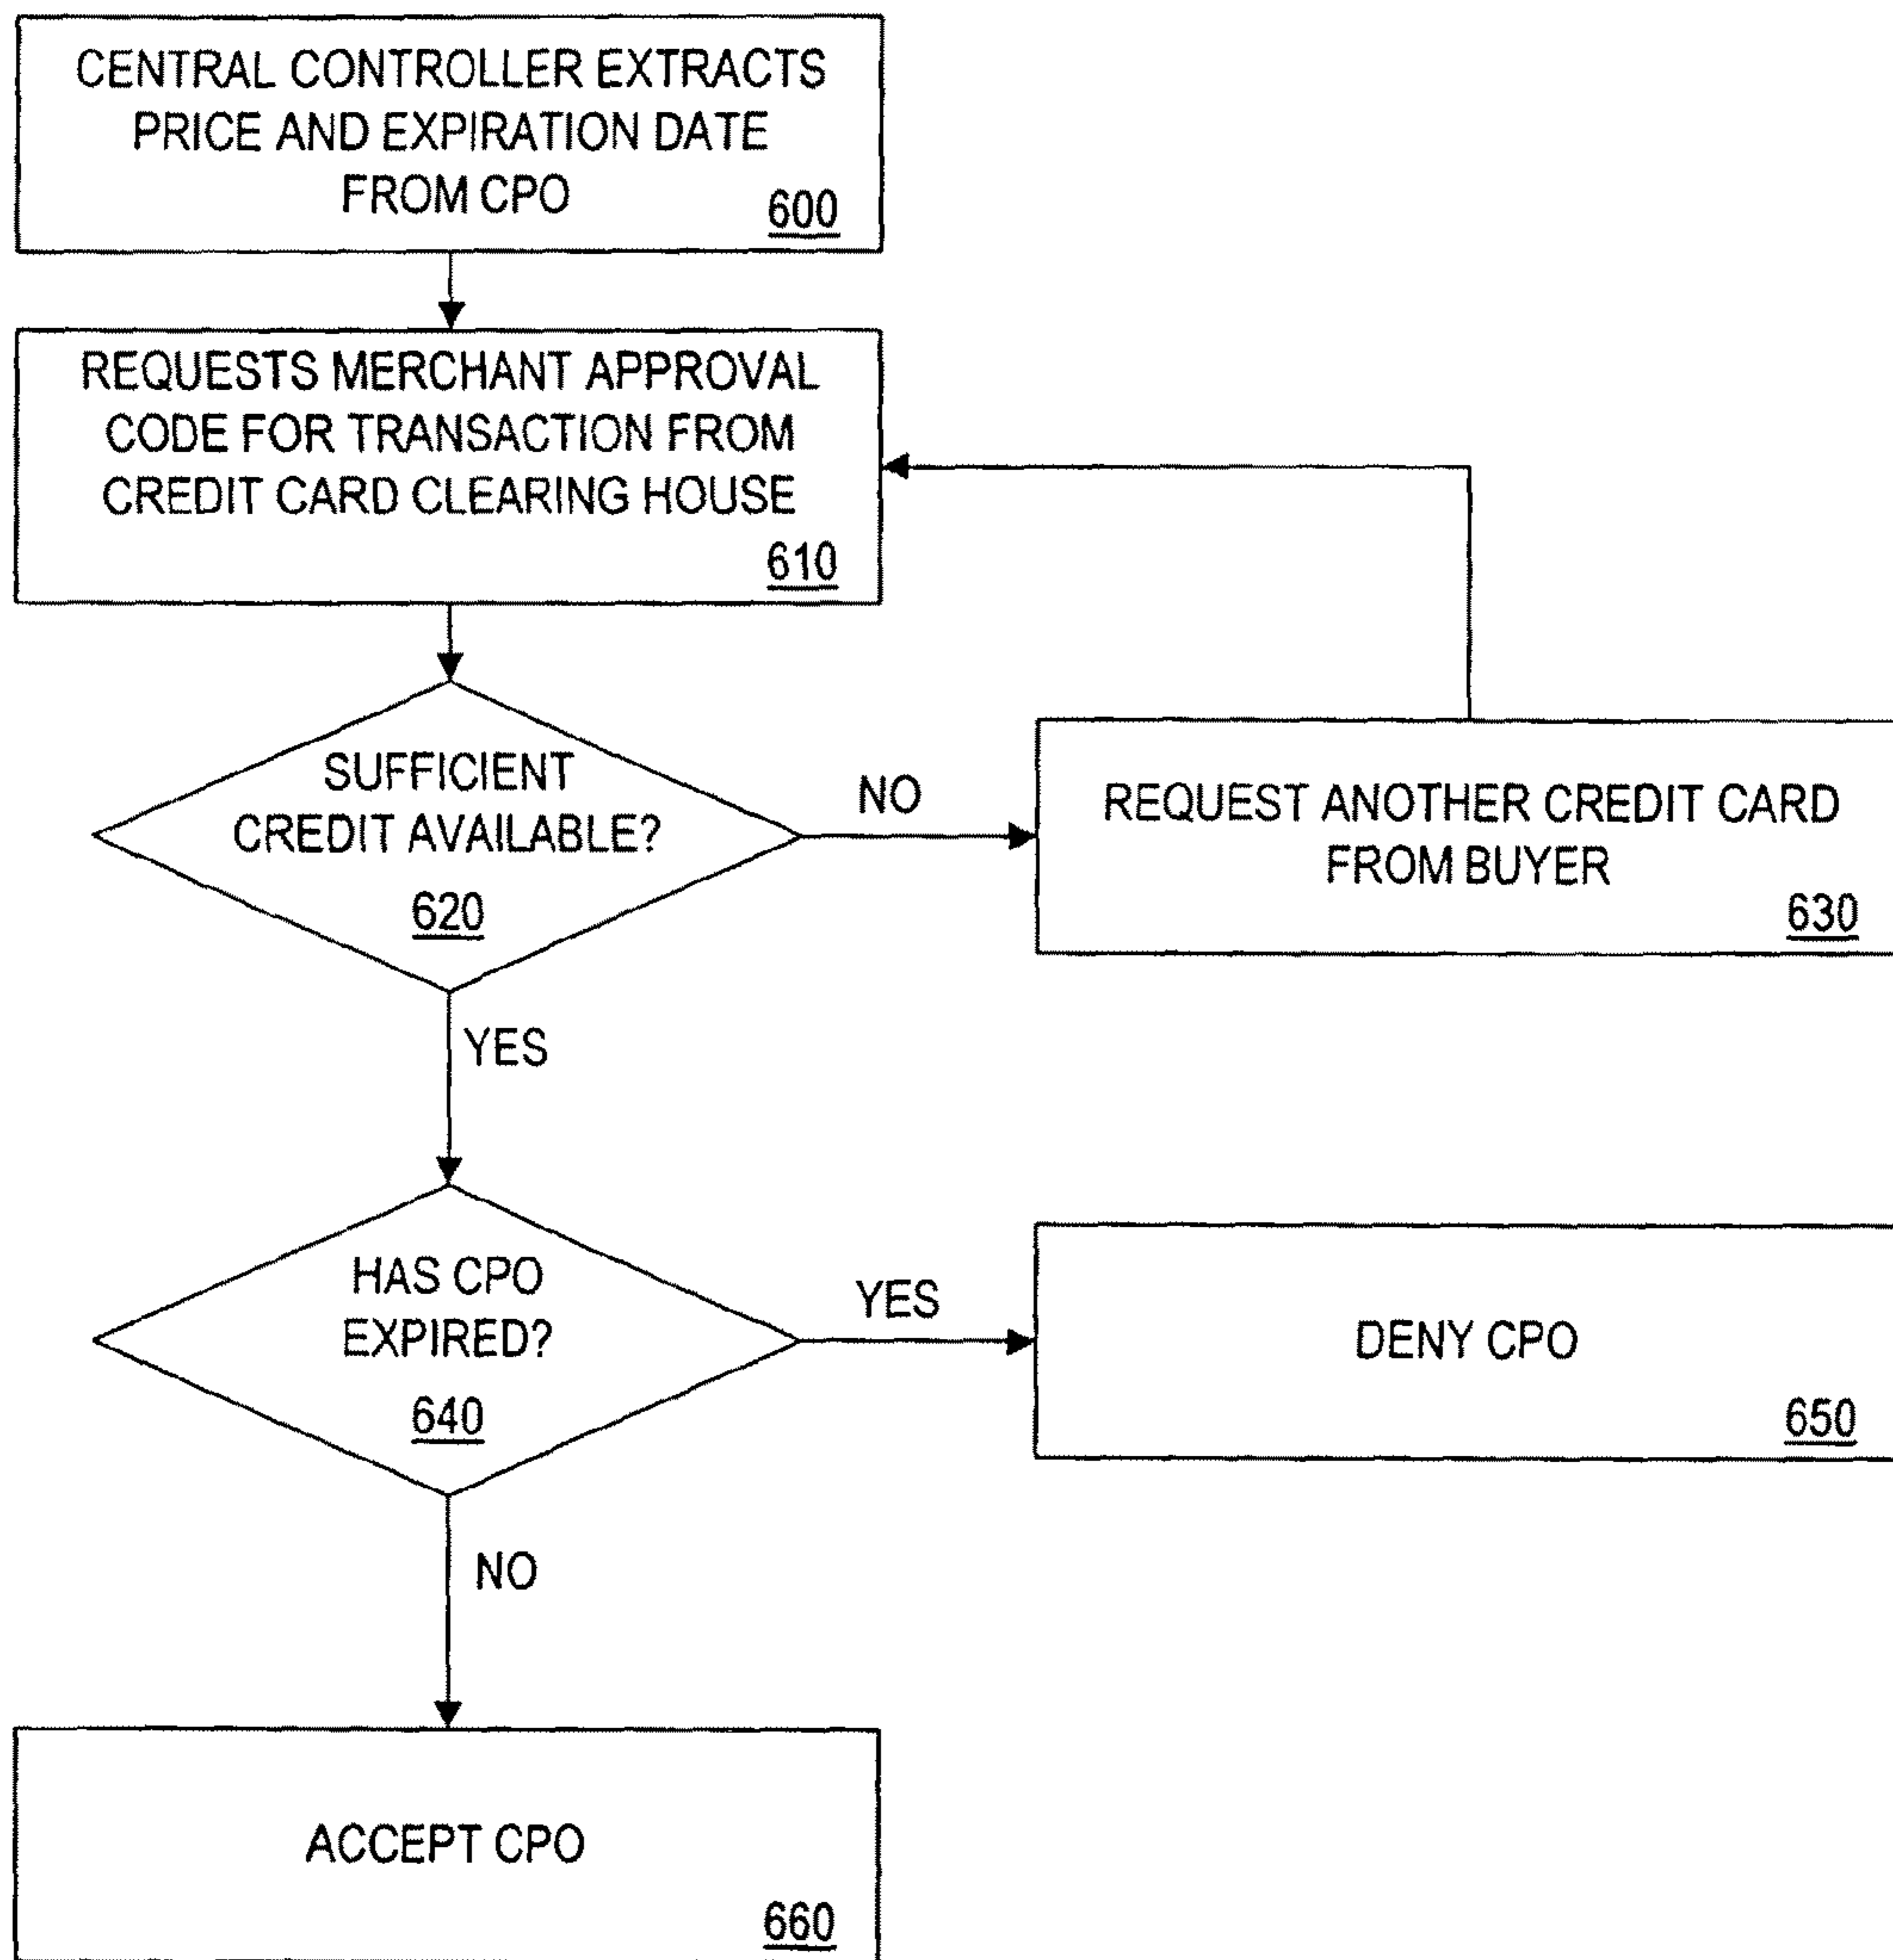 CENTRAL CONTROLLER EXTRACTS
PRICE AND EXPIRATION DATE
FROM CPO
600
REQUESTS MERCHANT APPROVAL
CODE FOR TRANSACTION FROM
CREDIT CARD CLEARING HOUSE
610
SUFFICIENT
CREDIT AVAILABLE?
620
NO
REQUEST ANOTHER CREDIT CARD
FROM BUYER
630
YES
HAS CPO
EXPIRED?
640
YES
DENY CPO
650
NO
ACCEPT CPO
660